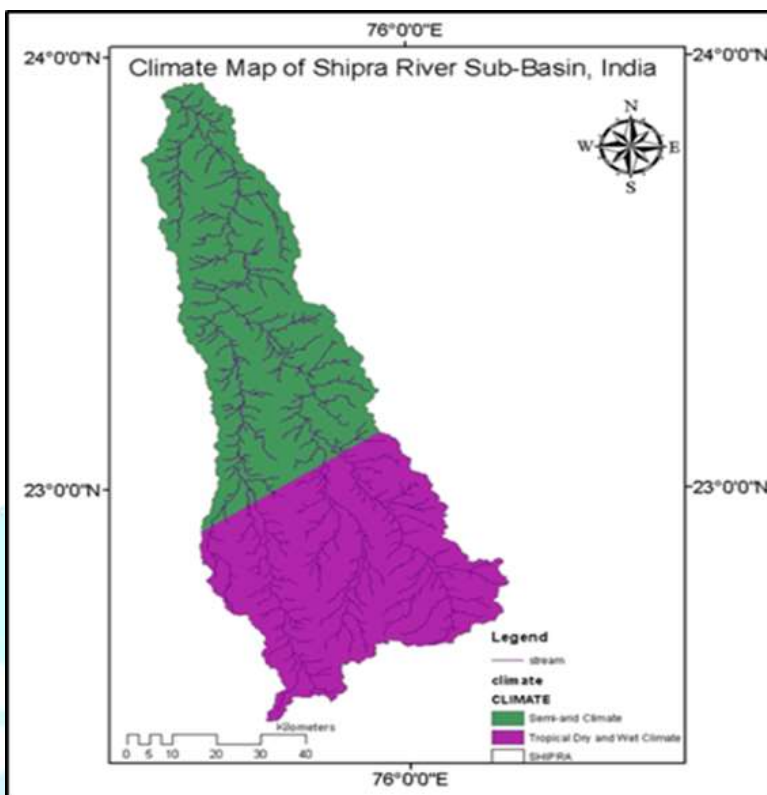 76°0'0"E
24°0'0"N
24°0'0"N
Climate Map of Shipra River Sub-Basin, India
N
W
E
S
23°0'0"N
23°0'0"N
Legend
stream
climate
CLIMATE
Semi-arid Climate
Tropical Dry and Wet Climate
SHIPRA
Kilometers
0 5 10 20 30 40
76°0'0"E